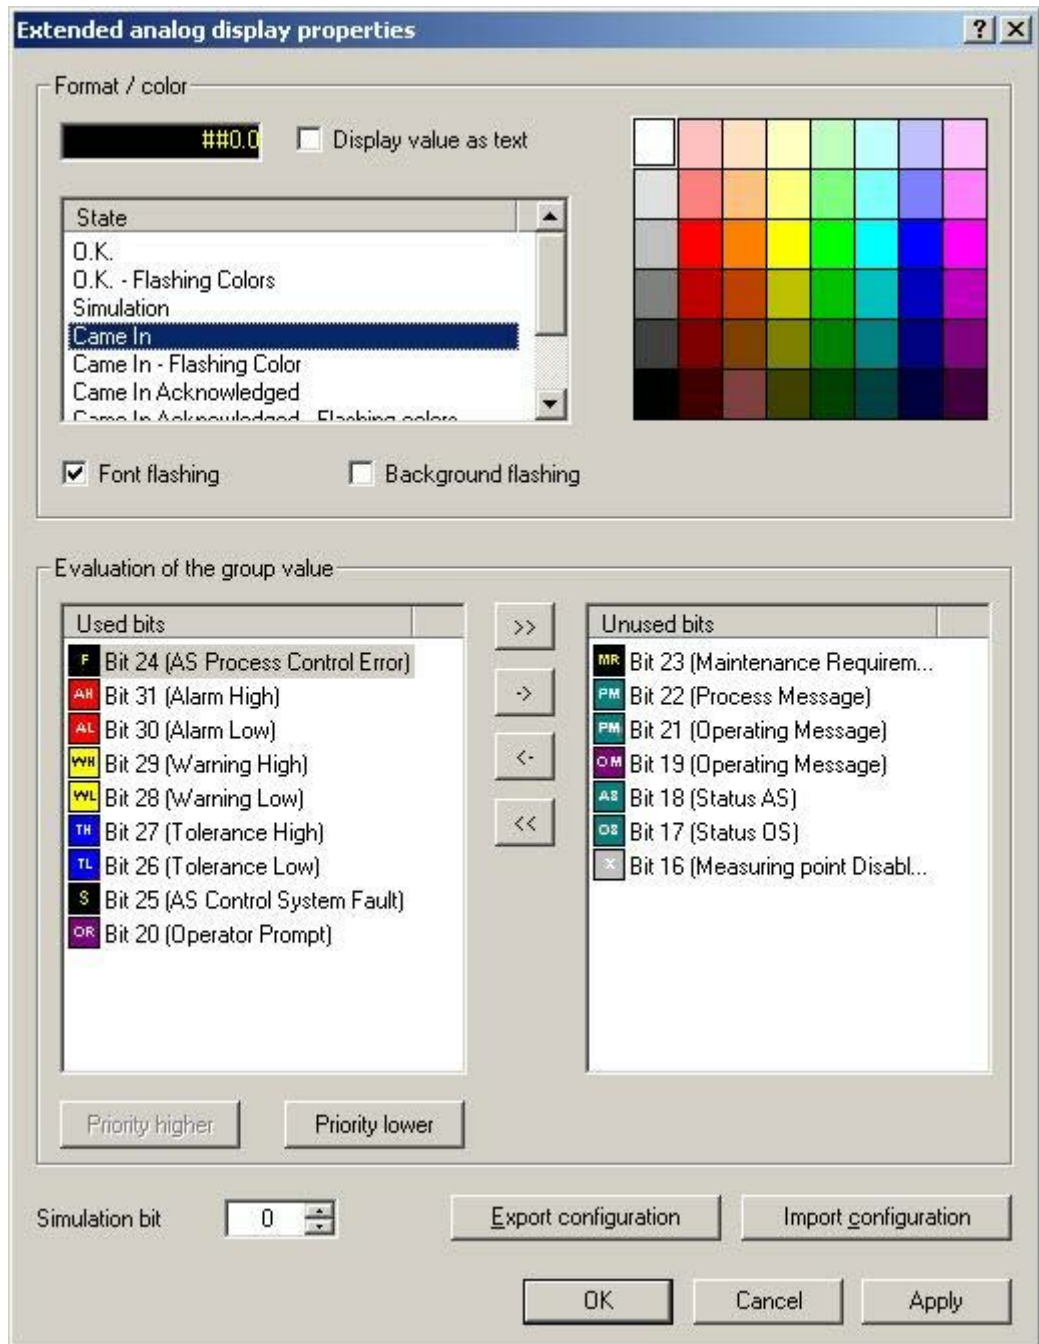 Extended analog display properties
Format / color
##0.0
Display value as text
State
O.K.
O.K. - Flashing Colors
Simulation
Came In
Came In - Flashing Color
Came In Acknowledged
Came In Acknowledged - Flashing colors
Font flashing
Background flashing
Evaluation of the group value
Used bits
F Bit 24 (AS Process Control Error)
AH Bit 31 (Alarm High)
AL Bit 30 (Alarm Low)
WH Bit 29 (Warning High)
WL Bit 28 (Warning Low)
TH Bit 27 (Tolerance High)
TL Bit 26 (Tolerance Low)
S Bit 25 (AS Control System Fault)
OR Bit 20 (Operator Prompt)
>>
->
<-
<<
Unused bits
MR Bit 23 (Maintenance Requirem...
PM Bit 22 (Process Message)
PM Bit 21 (Operating Message)
OM Bit 19 (Operating Message)
AS Bit 18 (Status AS)
OS Bit 17 (Status OS)
X Bit 16 (Measuring point Disabl...
Priority higher
Priority lower
Simulation bit
0
Export configuration
Import configuration
OK
Cancel
Apply